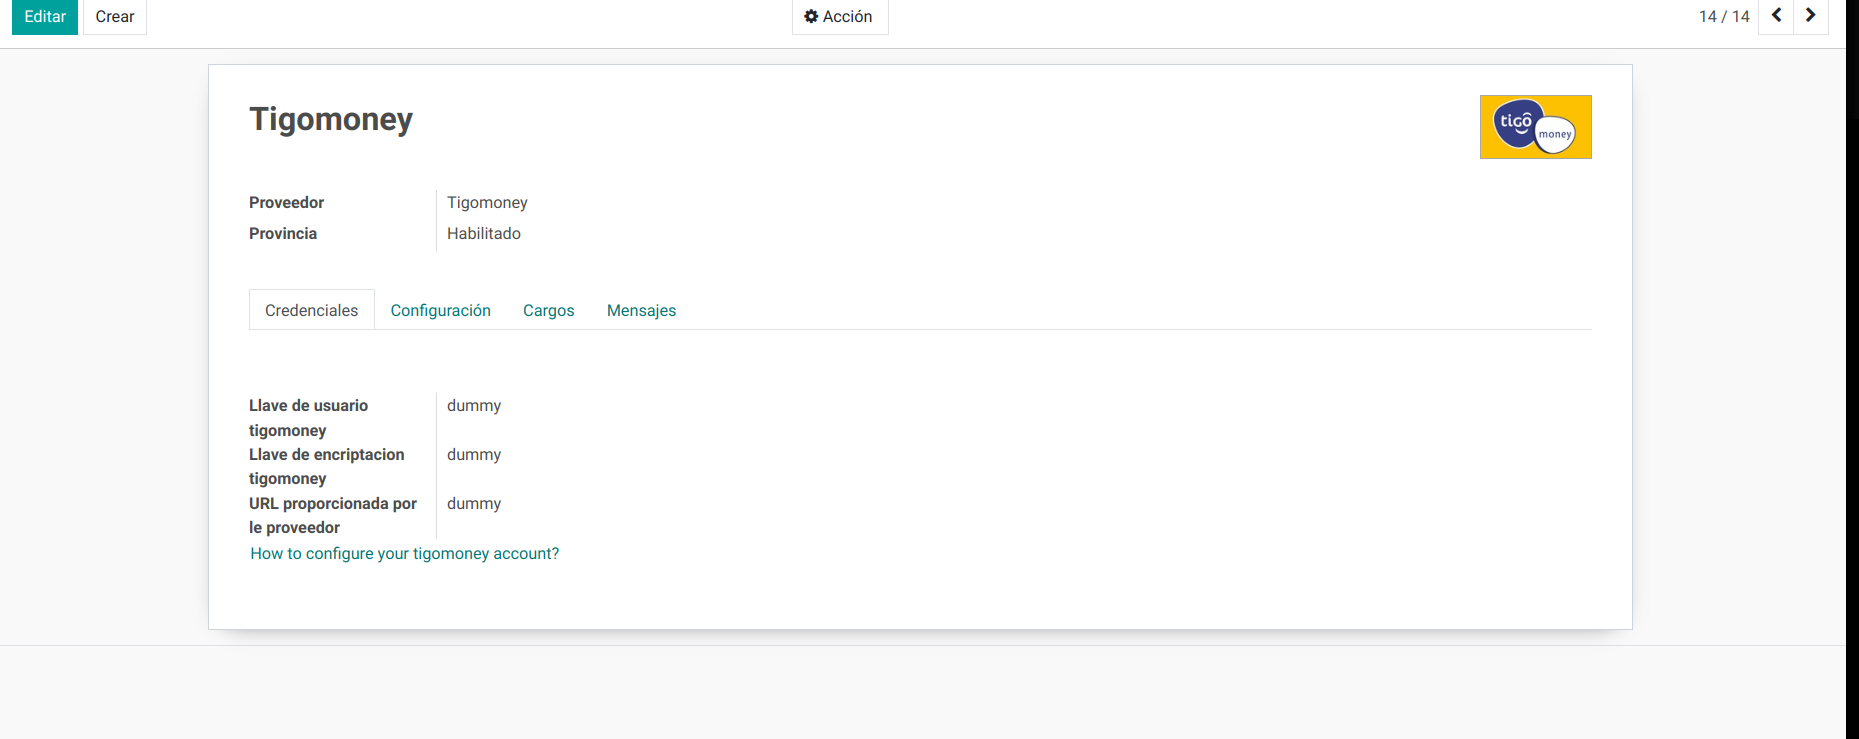 Editar Crear Acción 14 / 14
Tigomoney
tigô money
Proveedor Tigomoney
Provincia Habilitado
Credenciales Configuración Cargos Mensajes
Llave de usuario dummy
tigomoney
Llave de encriptacion dummy
tigomoney
URL proporcionada por dummy
le proveedor
How to configure your tigomoney account?